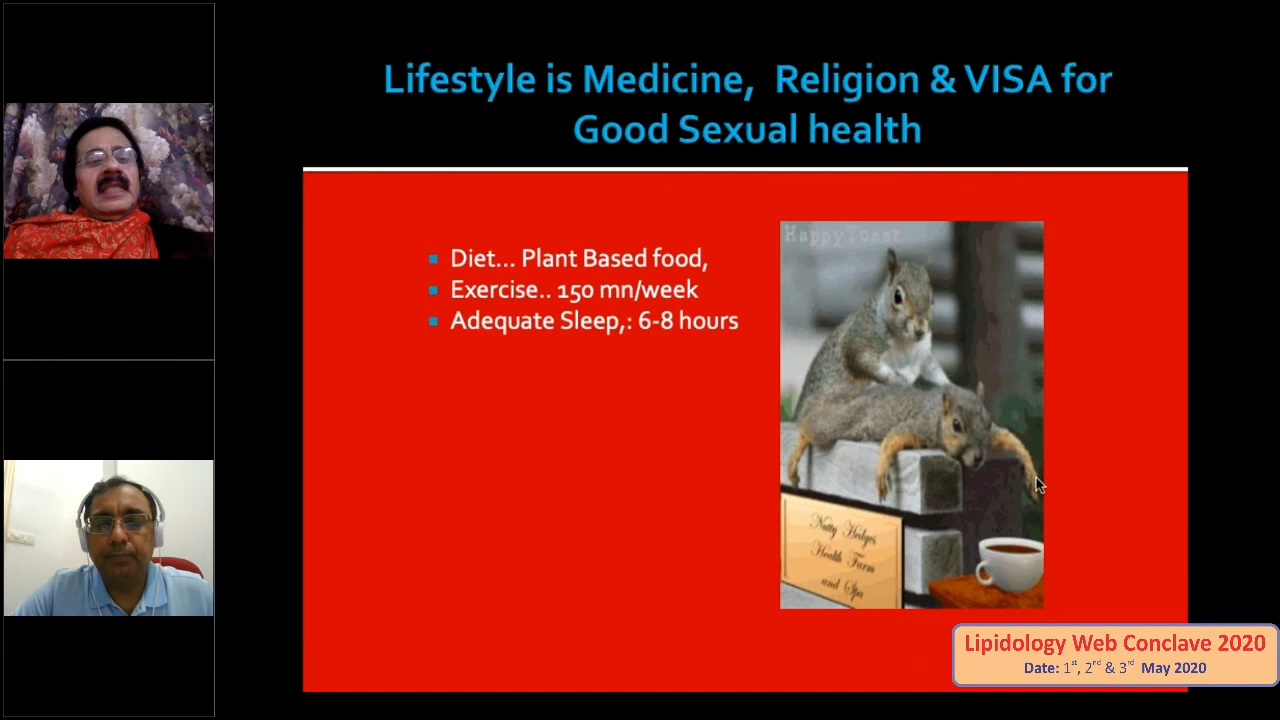 Lifestyle is Medicine, Religion & VISA for
Good Sexual health
Diet... Plant Based food,
Exercise.. 150 mn/week
Adequate Sleep,: 6-8 hours
HappyToast
Nutty Hedges
Health Farm
and Spa
Lipidology Web Conclave 2020
Date: 1st, 2nd & 3rd May 2020